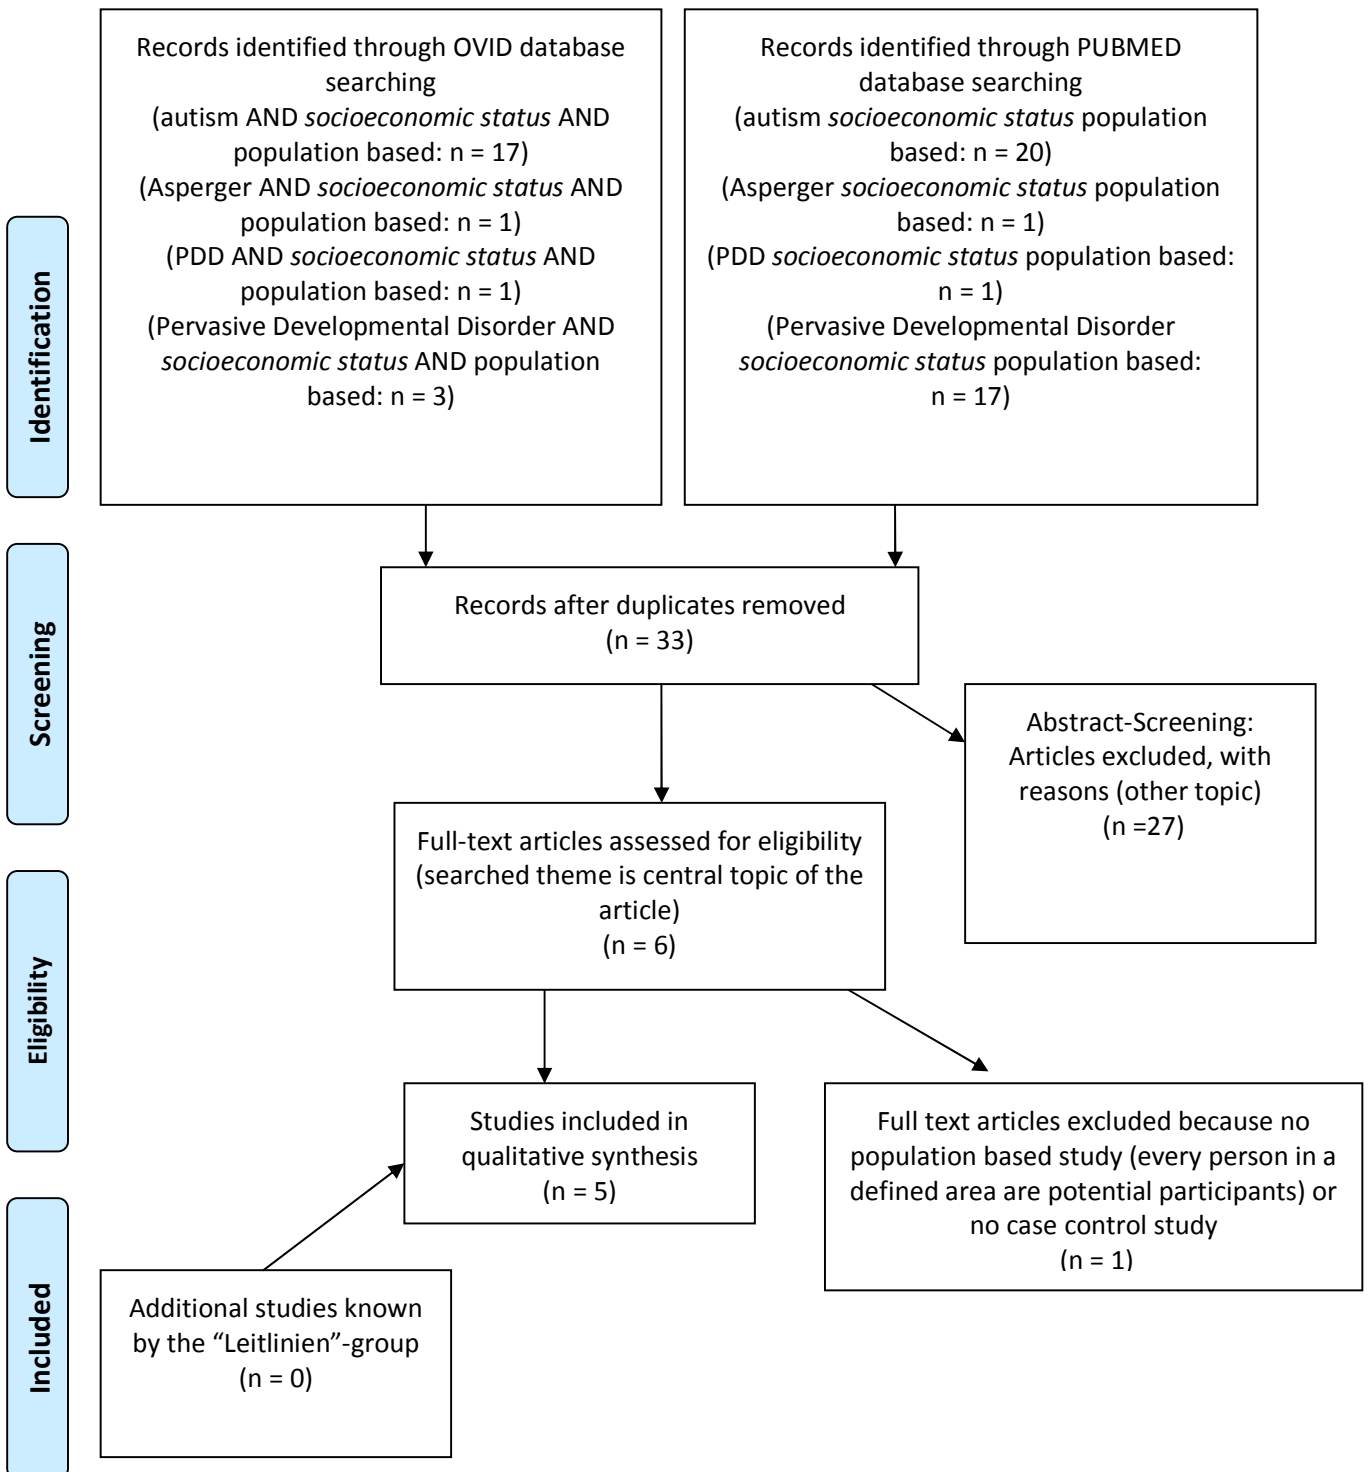 Records identified through OVID database
searching
(autism AND socioeconomic status AND
population based: n = 17)
(Asperger AND socioeconomic status AND
population based: n = 1)
(PDD AND socioeconomic status AND
population based: n = 1)
(Pervasive Developmental Disorder AND
socioeconomic status AND population
based: n = 3)
Records identified through PUBMED
database searching
(autism socioeconomic status population
based: n = 20)
(Asperger socioeconomic status population
based: n = 1)
(PDD socioeconomic status population based:
n = 1)
(Pervasive Developmental Disorder
socioeconomic status population based:
n = 17)
Identification
Screening
Records after duplicates removed
(n = 33)
Abstract-Screening:
Articles excluded, with
reasons (other topic)
(n =27)
Full-text articles assessed for eligibility
(searched theme is central topic of the
article)
(n = 6)
Eligibility
Studies included in
qualitative synthesis
(n = 5)
Full text articles excluded because no
population based study (every person in a
defined area are potential participants) or
no case control study
(n = 1)
Included
Additional studies known
by the “Leitlinien”-group
(n = 0)